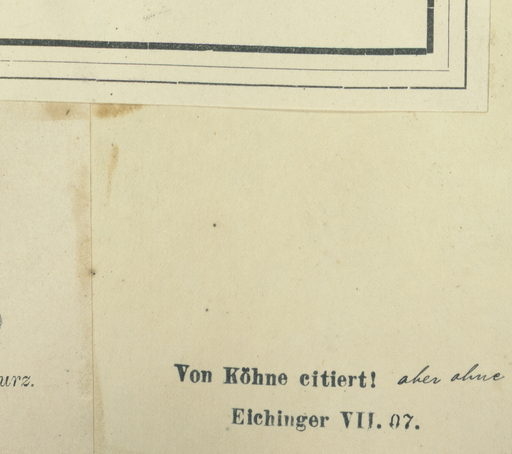 urz.
Von Köhne citiert! aber ohne
Eichinger VII. 07.